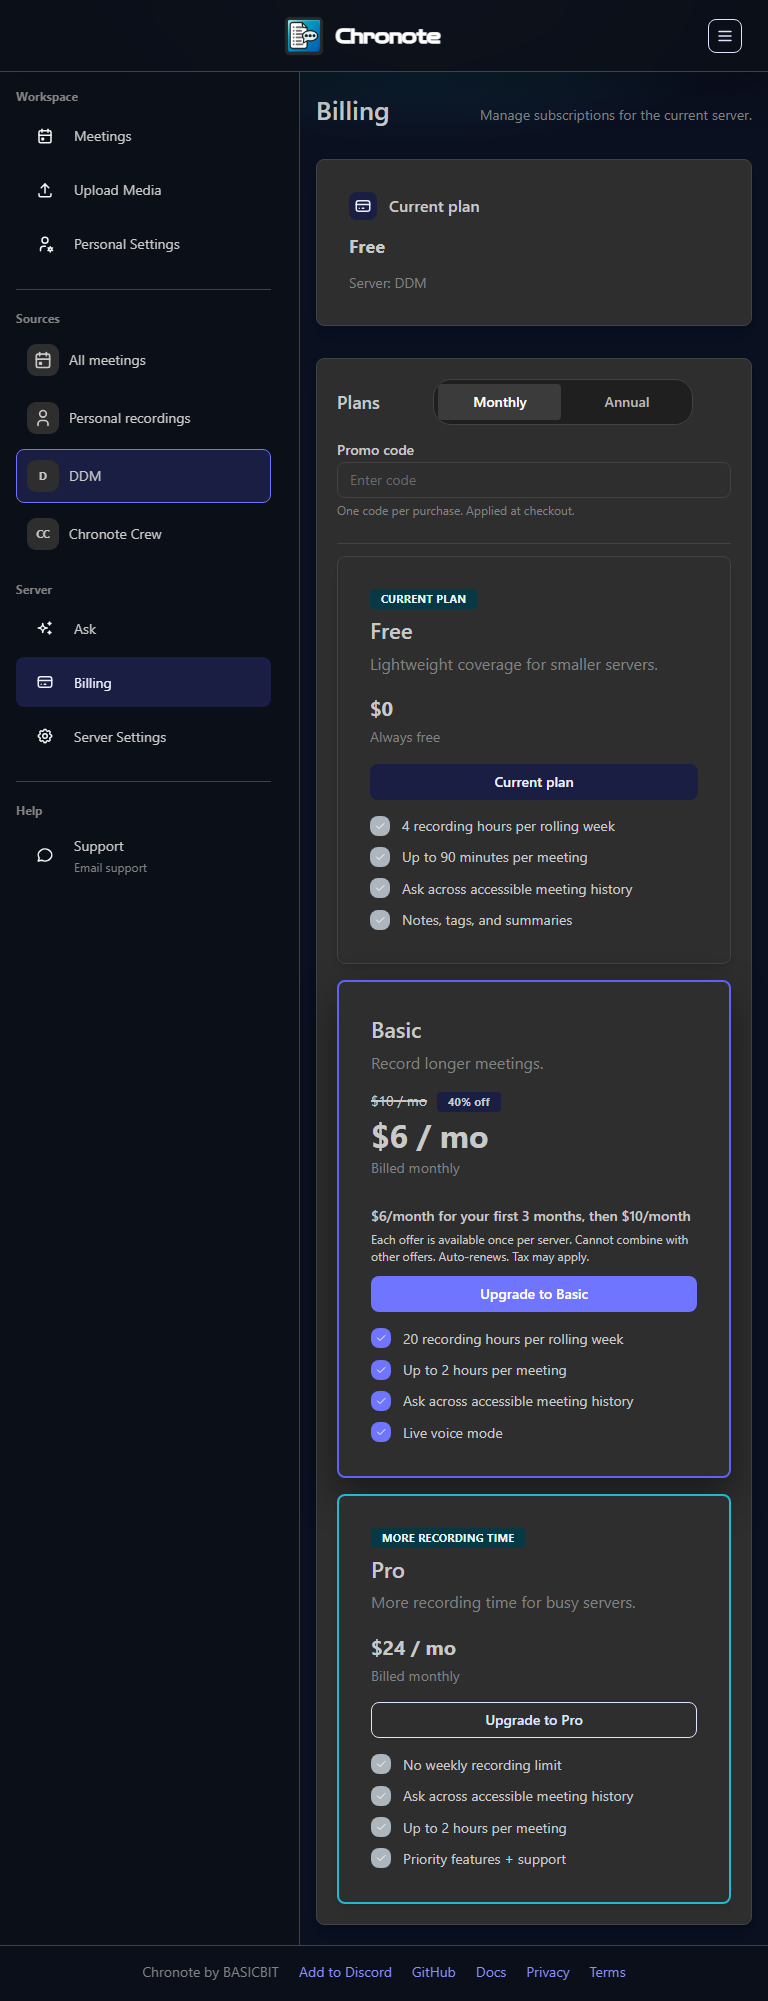 Chronote
Workspace
Meetings
Upload Media
Personal Settings
Sources
All meetings
Personal recordings
D
DDM
CC
Chronote Crew
Server
Ask
Billing
Server Settings
Help
Support
Email support
Billing
Manage subscriptions for the current server.
Current plan
Free
Server: DDM
Plans
Monthly
Annual
Promo code
Enter code
One code per purchase. Applied at checkout.
CURRENT PLAN
Free
Lightweight coverage for smaller servers.
$0
Always free
Current plan
4 recording hours per rolling week
Up to 90 minutes per meeting
Ask across accessible meeting history
Notes, tags, and summaries
Basic
Record longer meetings.
$10 / mo
40% off
$6 / mo
Billed monthly
$6/month for your first 3 months, then $10/month
Each offer is available once per server. Cannot combine with
other offers. Auto-renews. Tax may apply.
Upgrade to Basic
20 recording hours per rolling week
Up to 2 hours per meeting
Ask across accessible meeting history
Live voice mode
MORE RECORDING TIME
Pro
More recording time for busy servers.
$24 / mo
Billed monthly
Upgrade to Pro
No weekly recording limit
Ask across accessible meeting history
Up to 2 hours per meeting
Priority features + support
Chronote by BASICBIT
Add to Discord
GitHub
Docs
Privacy
Terms